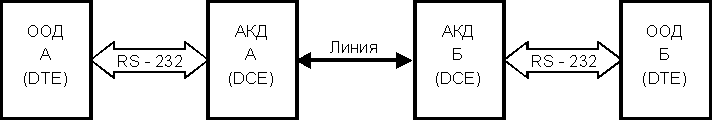 ООД
А
(DTE)
RS - 232
АКД
А
(DCE)
Линия
АКД
Б
(DCE)
RS - 232
ООД
Б
(DTE)